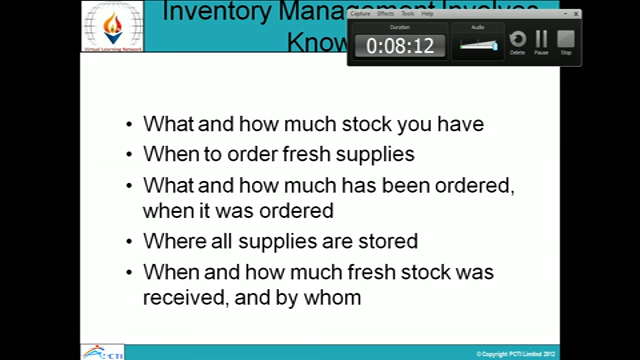 Inventory Management Involves
Know
Capture Effects Tools Help
Duration
0:08:12
Audio
Delete
Pause
Stop
Virtual Learning Network
• What and how much stock you have
• When to order fresh supplies
• What and how much has been ordered,
when it was ordered
• Where all supplies are stored
• When and how much fresh stock was
received, and by whom
PCTI
© Copyright PCTI Limited 2012